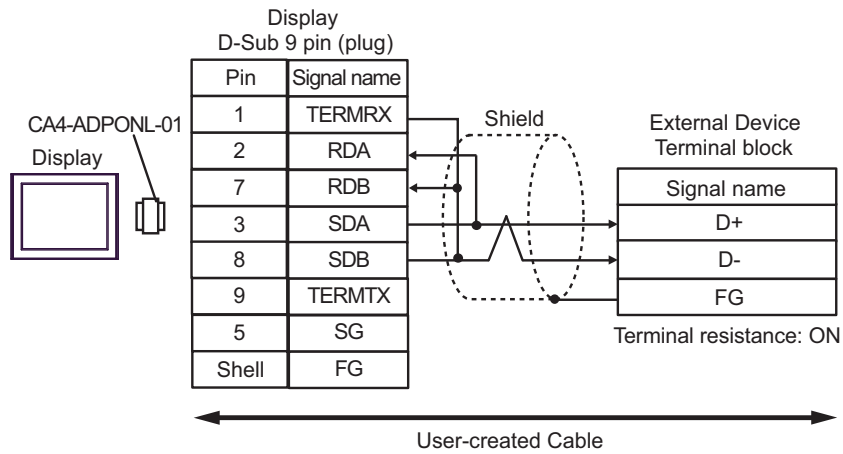 Display
D-Sub 9 pin (plug)
Pin Signal name
1 TERMRX
2 RDA
7 RDB
3 SDA
8 SDB
9 TERMTX
5 SG
Shell FG
CA4-ADPONL-01
Display
Shield
External Device
Terminal block
Signal name
D+
D-
FG
Terminal resistance: ON
User-created Cable